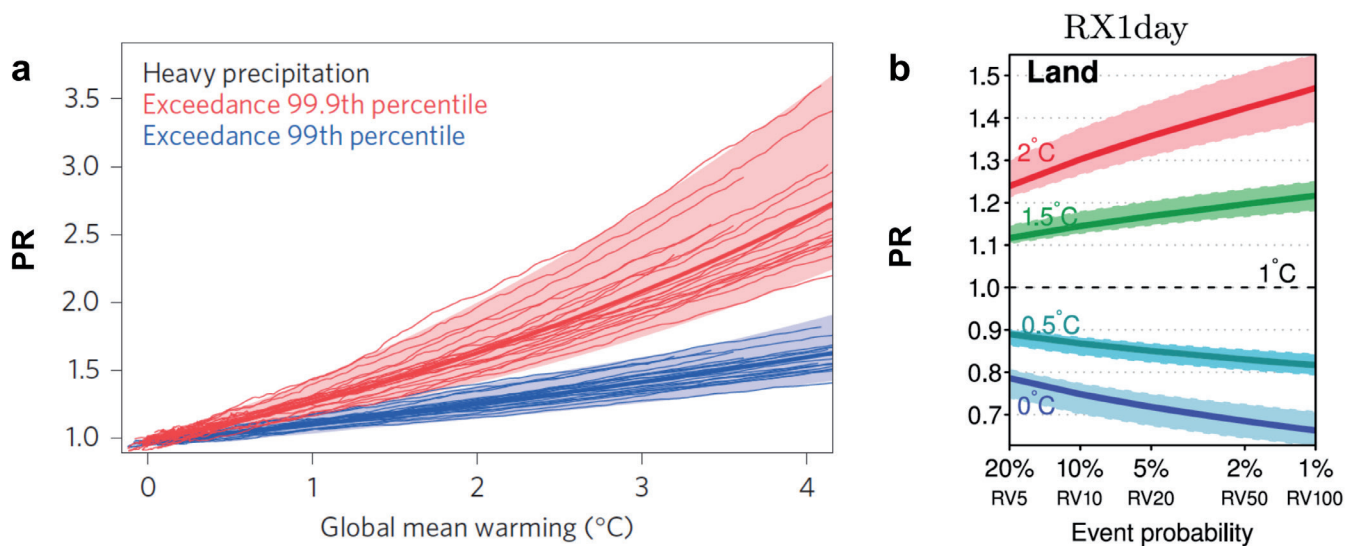 a
Heavy precipitation
Exceedance 99.9th percentile
Exceedance 99th percentile
PR
3.5
3.0
2.5
2.0
1.5
1.0
0 1 2 3 4
Global mean warming (°C)
RX1day
b
Land
PR
1.5
1.4
1.3
1.2
1.1
1.0
0.9
0.8
0.7
2°C
1.5°C
1°C
0.5°C
0°C
20% 10% 5% 2% 1%
RV5 RV10 RV20 RV50 RV100
Event probability